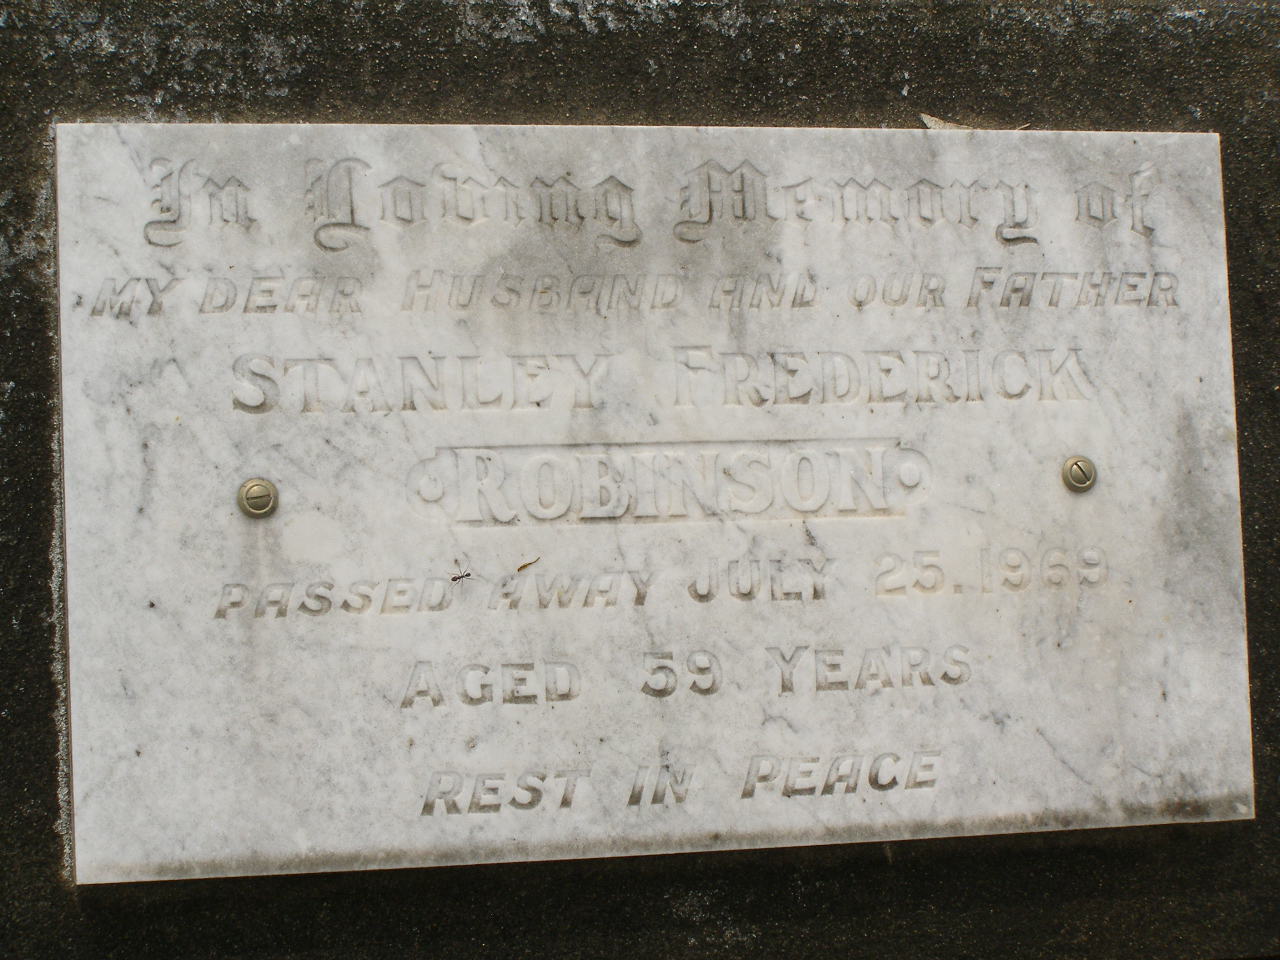 In Loving Memory of
MY DEAR HUSBAND AND OUR FATHER
STANLEY FREDERICK
ROBINSON
PASSED AWAY JULY 25.1969
AGED 59 YEARS
REST IN PEACE